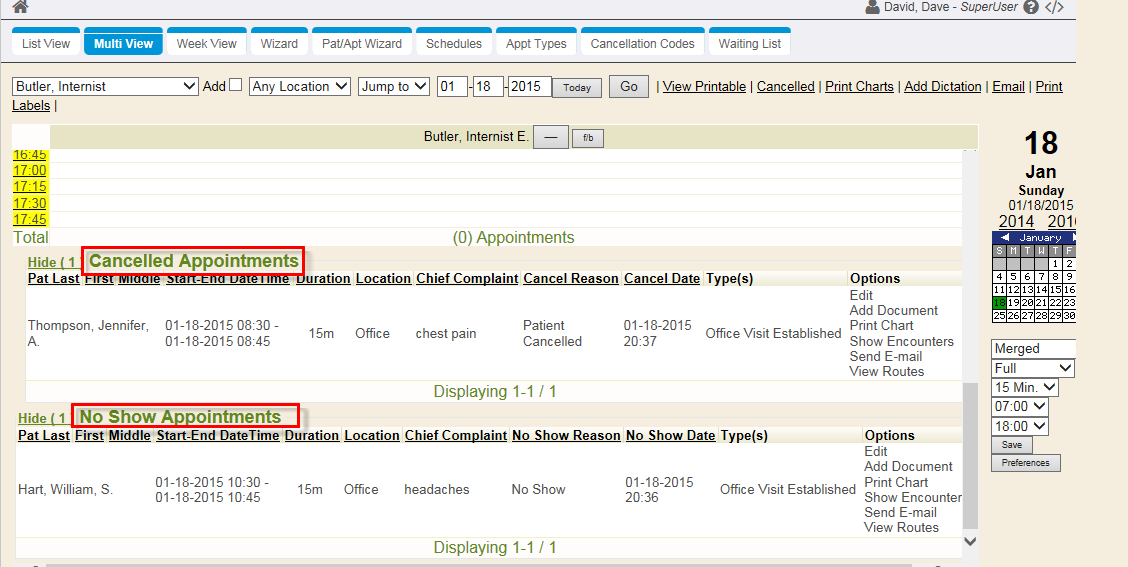 David, Dave - SuperUser ? </>
List View Multi View Week View Wizard Pat/Apt Wizard Schedules Appt Types Cancellation Codes Waiting List
Butler, Internist Add Any Location Jump to 01 - 18 - 2015 Today Go | View Printable | Cancelled | Print Charts | Add Dictation | Email | Print
Labels |
Butler, Internist E. — f/b
16:45
17:00
17:15
17:30
17:45
Total (0) Appointments
Hide ( 1 Cancelled Appointments
Pat Last First Middle Start-End DateTime Duration Location Chief Complaint Cancel Reason Cancel Date Type(s) Options
Thompson, Jennifer, A. 01-18-2015 08:30 - 01-18-2015 08:45 15m Office chest pain Patient Cancelled 01-18-2015 20:37 Office Visit Established
Edit
Add Document
Print Chart
Show Encounters
Send E-mail
View Routes
Displaying 1-1 / 1
Hide ( 1 No Show Appointments
Pat Last First Middle Start-End DateTime Duration Location Chief Complaint No Show Reason No Show Date Type(s) Options
Hart, William, S. 01-18-2015 10:30 - 01-18-2015 10:45 15m Office headaches No Show 01-18-2015 20:36 Office Visit Established
Edit
Add Document
Print Chart
Show Encounter
Send E-mail
View Routes
Displaying 1-1 / 1
18
Jan
Sunday
01/18/2015
2014 201
January
S M T W T F
1 2
4 5 6 7 8 9
11 12 13 14 15 16
18 19 20 21 22 23
25 26 27 28 29 30
Merged
Full
15 Min.
07:00
18:00
Save
Preferences